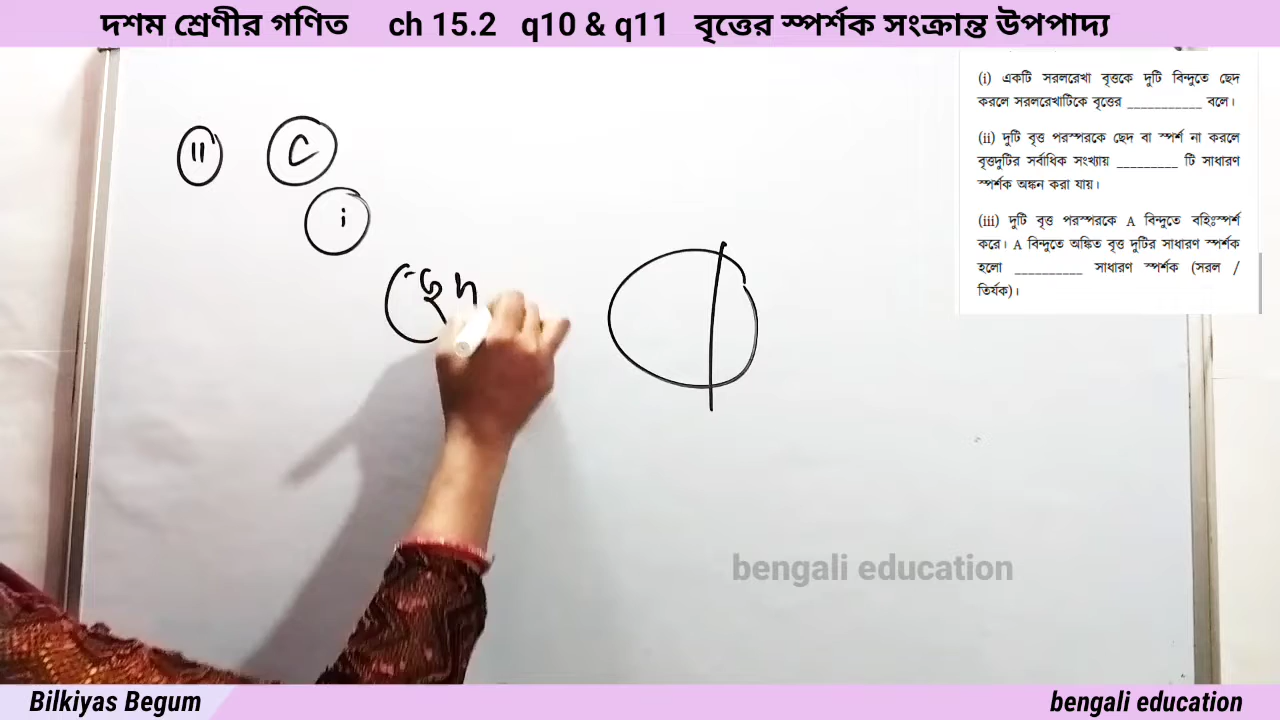 দশম শ্রেণীর গণিত ch 15.2 q10 & q11 বৃত্তের স্পর্শক সংক্রান্ত উপপাদ্য
(i) একটি সরলরেখা বৃত্তকে দুটি বিন্দুতে ছেদ
করলে সরলরেখাটিকে বৃত্তের ___________ বলে।
(ii) দুটি বৃত্ত পরস্পরকে ছেদ বা স্পর্শ না করলে
বৃত্তদুটির সর্বাধিক সংখ্যায় _________ টি সাধারণ
স্পর্শক অঙ্কন করা যায়।
(iii) দুটি বৃত্ত পরস্পরকে A বিন্দুতে বহিঃস্পর্শ
করে। A বিন্দুতে অঙ্কিত বৃত্ত দুটির সাধারণ স্পর্শক
হলো __________ সাধারণ স্পর্শক (সরল /
তির্যক)।
11 C
i
ছে
bengali education
Bilkiyas Begum bengali education